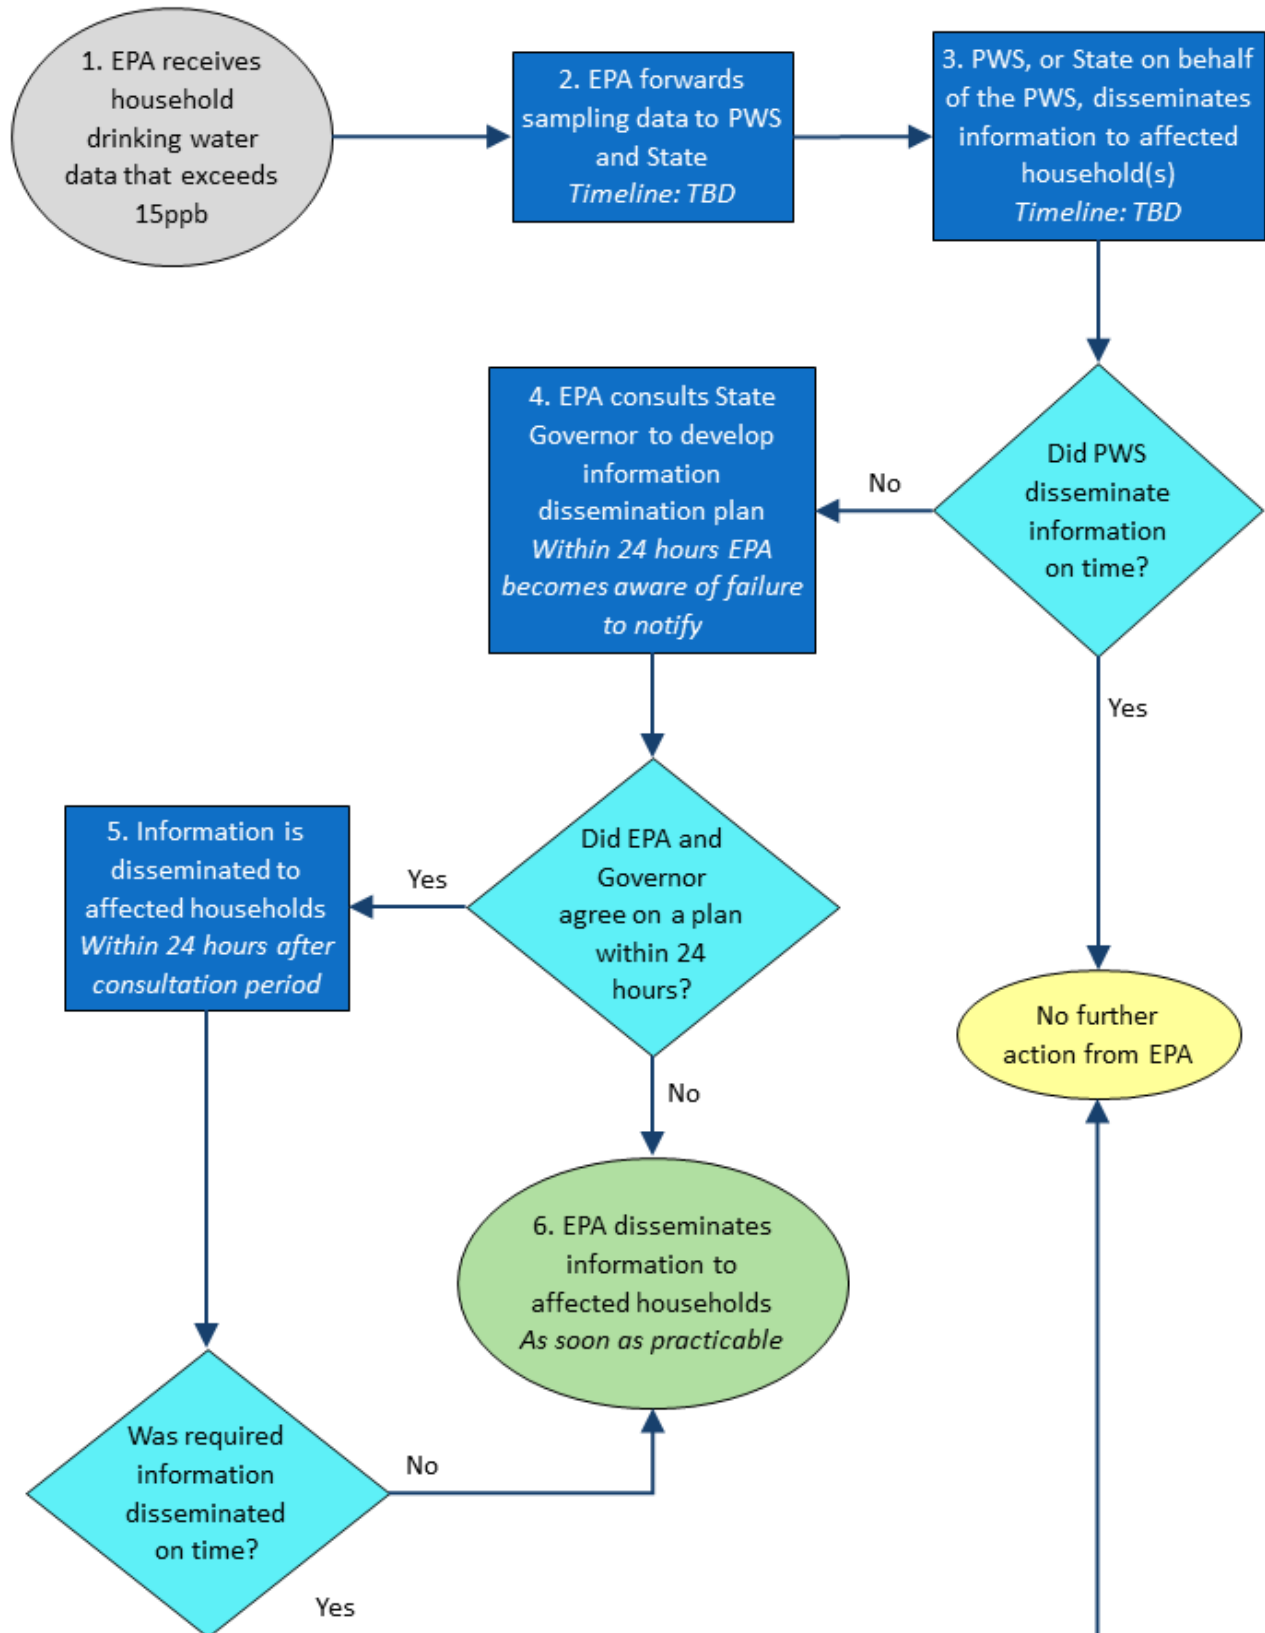 1. EPA receives
household
drinking water
data that exceeds
15ppb
2. EPA forwards
sampling data to PWS
and State
Timeline: TBD
3. PWS, or State on behalf
of the PWS, disseminates
information to affected
household(s)
Timeline: TBD
Did PWS
disseminate
information
on time?
No
Yes
4. EPA consults State
Governor to develop
information
dissemination plan
Within 24 hours EPA
becomes aware of failure
to notify
Did EPA and
Governor
agree on a plan
within 24
hours?
Yes
No
5. Information is
disseminated to
affected households
Within 24 hours after
consultation period
No further
action from EPA
6. EPA disseminates
information to
affected households
As soon as practicable
Was required
information
disseminated
on time?
No
Yes